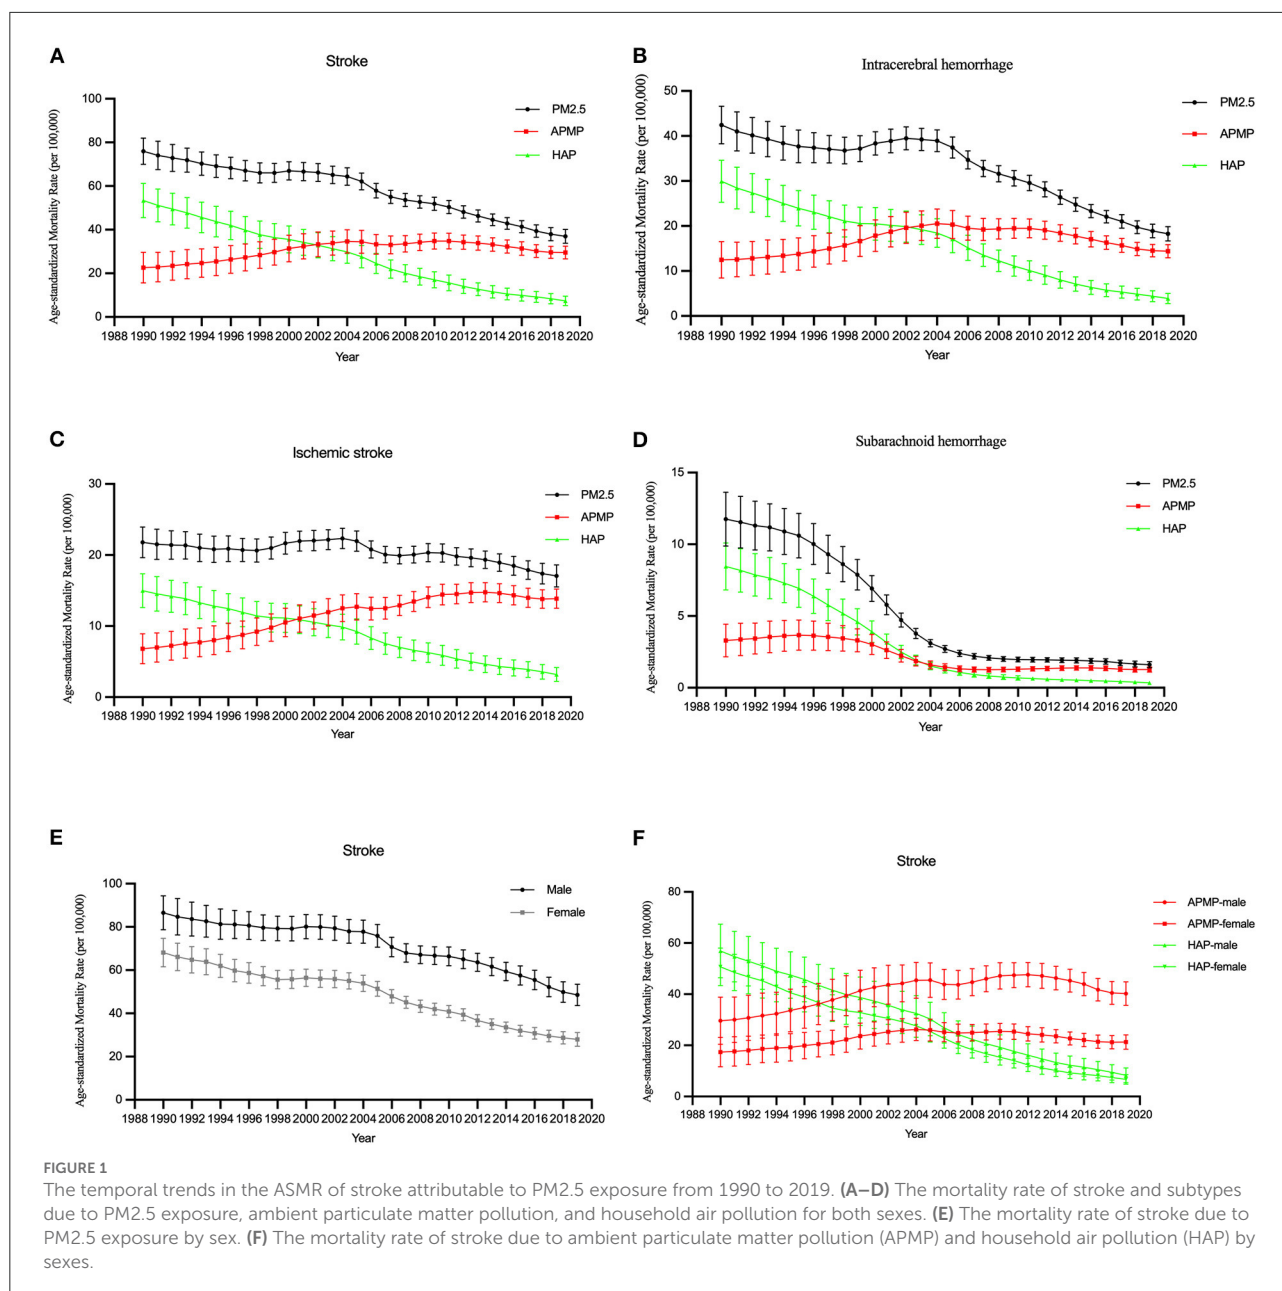 A
Stroke
Age-standardized Mortality Rate (per 100,000)
100
80
60
40
20
0
1988 1990 1992 1994 1996 1998 2000 2002 2004 2006 2008 2010 2012 2014 2016 2018 2020
Year
PM2.5
APMP
HAP
B
Intracerebral hemorrhage
Age-standardized Mortality Rate (per 100,000)
50
40
30
20
10
0
1988 1990 1992 1994 1996 1998 2000 2002 2004 2006 2008 2010 2012 2014 2016 2018 2020
Year
PM2.5
APMP
HAP
C
Ischemic stroke
Age-standardized Mortality Rate (per 100,000)
30
20
10
0
1988 1990 1992 1994 1996 1998 2000 2002 2004 2006 2008 2010 2012 2014 2016 2018 2020
Year
PM2.5
APMP
HAP
D
Subarachnoid hemorrhage
Age-standardized Mortality Rate (per 100,000)
15
10
5
0
1988 1990 1992 1994 1996 1998 2000 2002 2004 2006 2008 2010 2012 2014 2016 2018 2020
Year
PM2.5
APMP
HAP
E
Stroke
Age-standardized Mortality Rate (per 100,000)
100
80
60
40
20
0
1988 1990 1992 1994 1996 1998 2000 2002 2004 2006 2008 2010 2012 2014 2016 2018 2020
Year
Male
Female
F
Stroke
Age-standardized Mortality Rate (per 100,000)
80
60
40
20
0
1988 1990 1992 1994 1996 1998 2000 2002 2004 2006 2008 2010 2012 2014 2016 2018 2020
Year
APMP-male
APMP-female
HAP-male
HAP-female
FIGURE 1
The temporal trends in the ASMR of stroke attributable to PM2.5 exposure from 1990 to 2019. (A–D) The mortality rate of stroke and subtypes
due to PM2.5 exposure, ambient particulate matter pollution, and household air pollution for both sexes. (E) The mortality rate of stroke due to
PM2.5 exposure by sex. (F) The mortality rate of stroke due to ambient particulate matter pollution (APMP) and household air pollution (HAP) by
sexes.